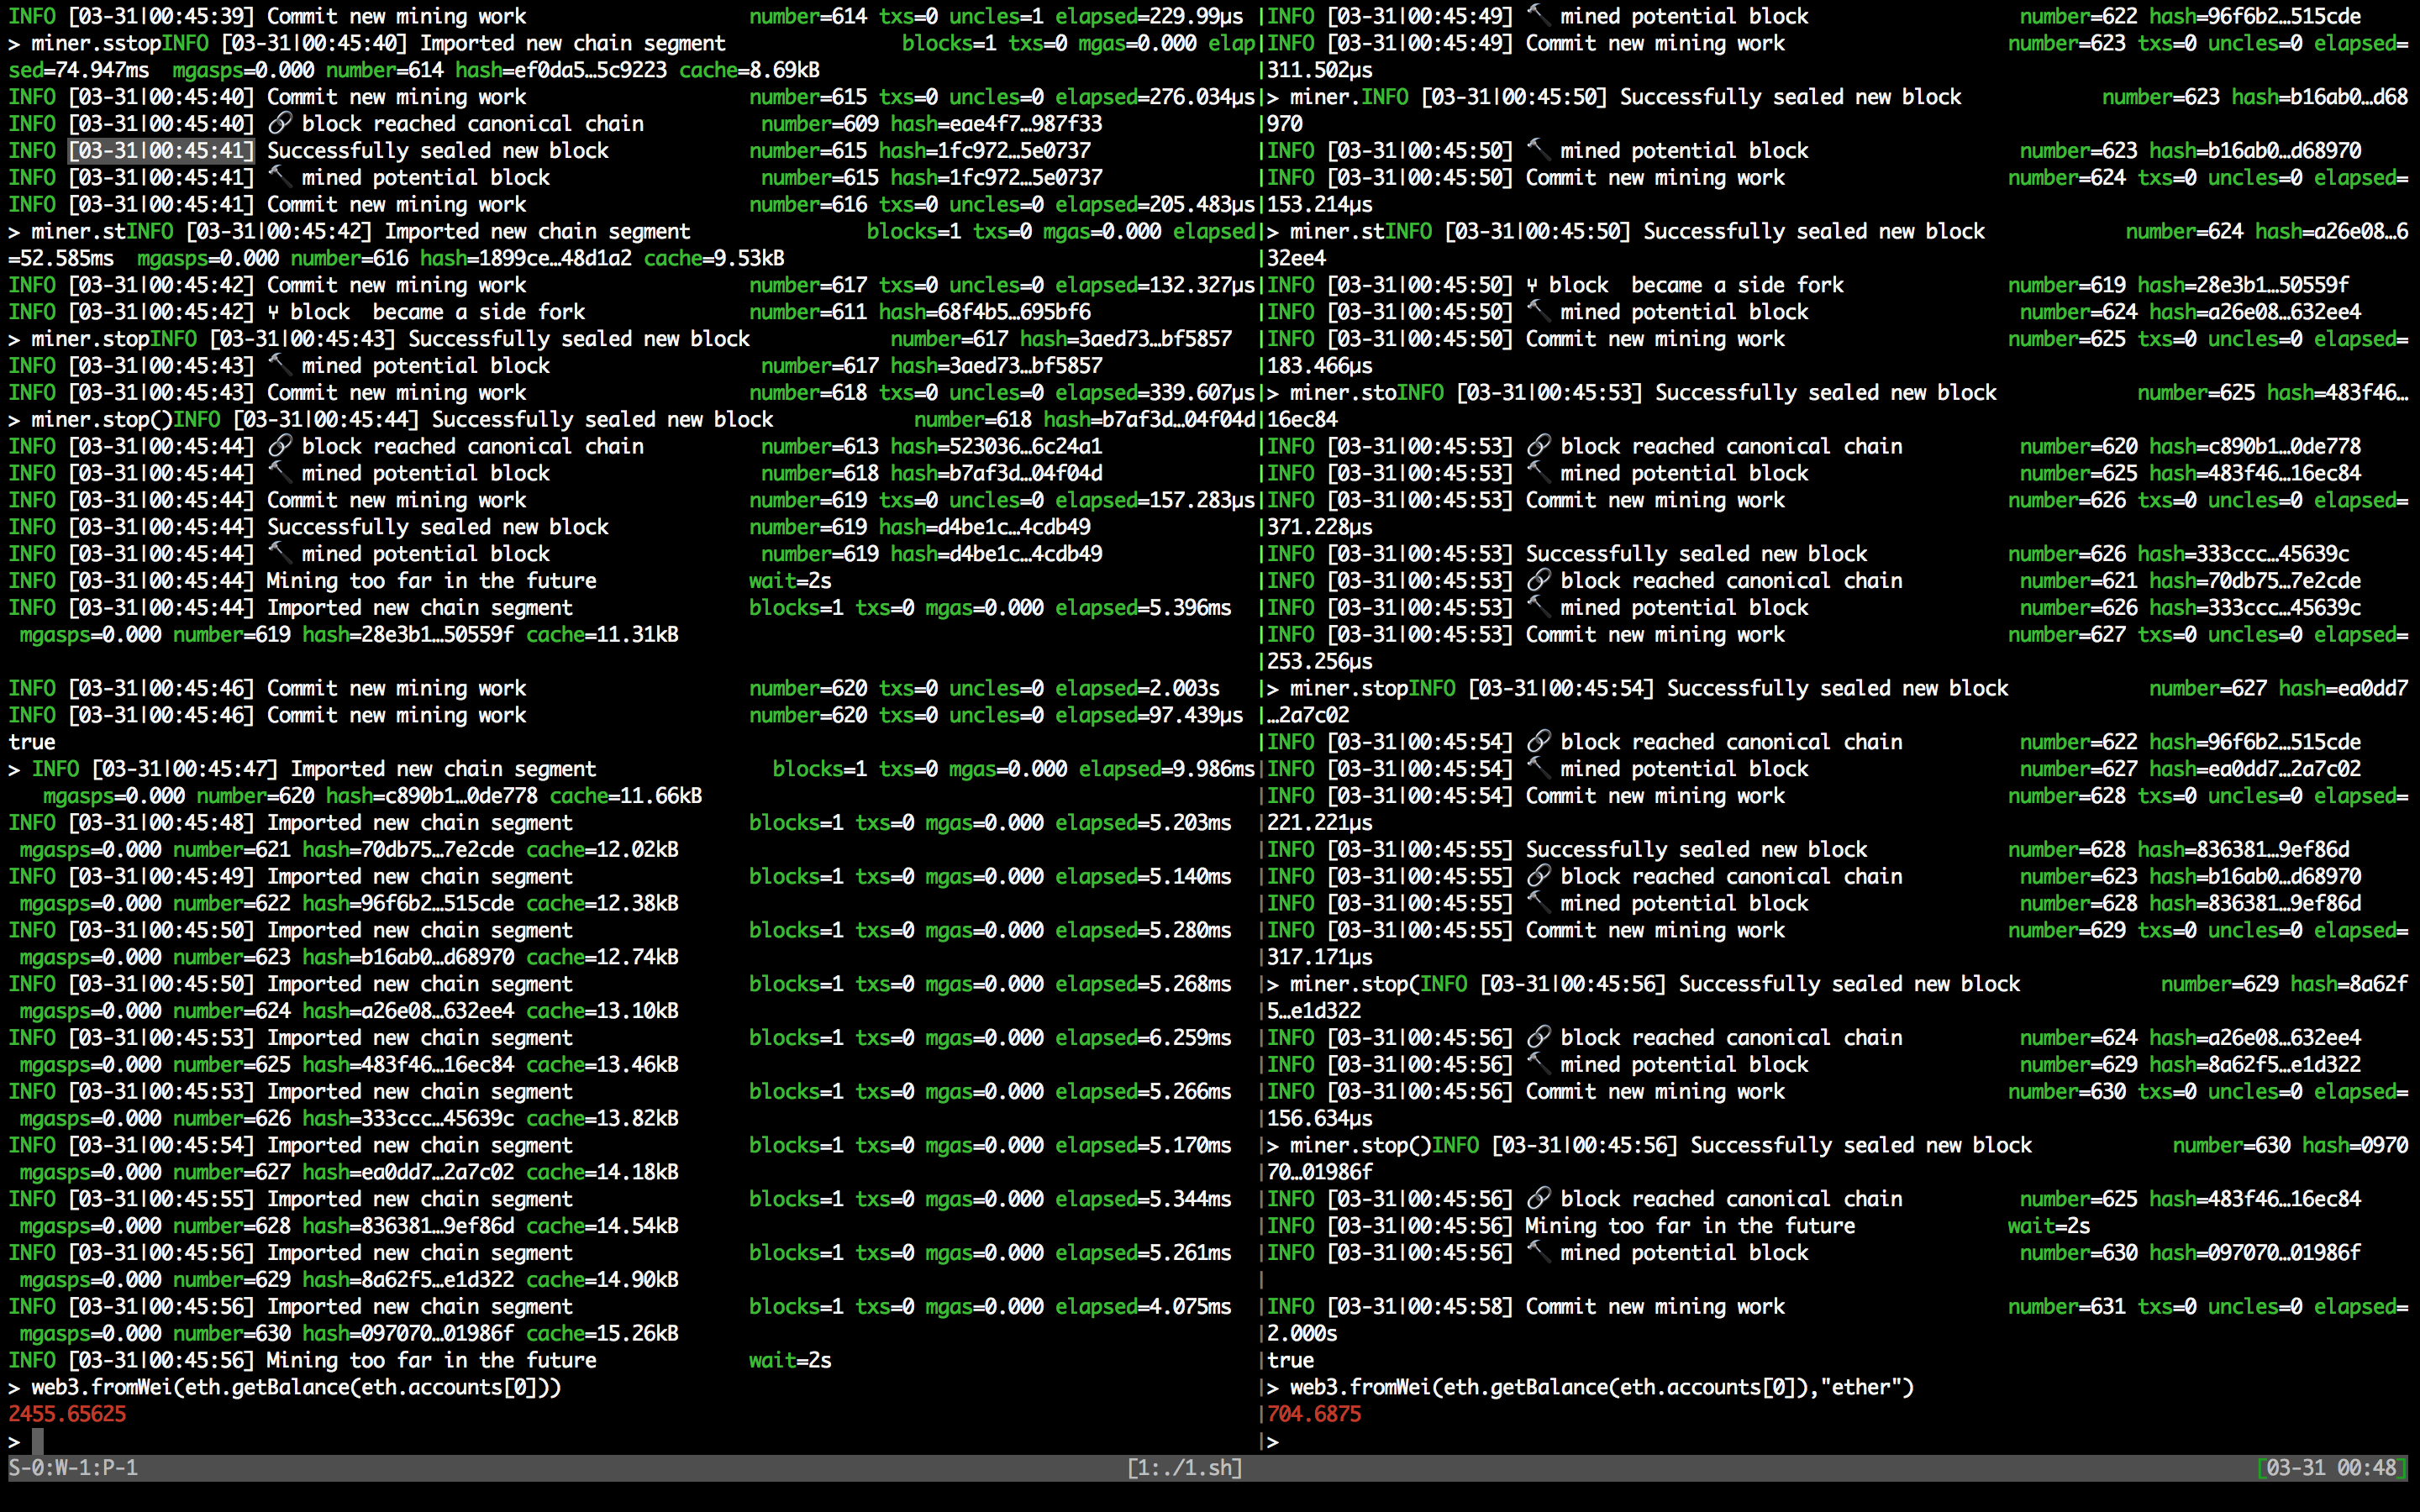 INFO [03-31|00:45:39] Commit new mining work number=614 txs=0 uncles=1 elapsed=229.99µs
> miner.sstopINFO [03-31|00:45:40] Imported new chain segment blocks=1 txs=0 mgas=0.000 elap
sed=74.947ms mgasps=0.000 number=614 hash=ef0da5…5c9223 cache=8.69kB
INFO [03-31|00:45:40] Commit new mining work number=615 txs=0 uncles=0 elapsed=276.034µs
INFO [03-31|00:45:40] 🔗 block reached canonical chain number=609 hash=eae4f7…987f33
INFO [03-31|00:45:41] Successfully sealed new block number=615 hash=1fc972…5e0737
INFO [03-31|00:45:41] 🔨 mined potential block number=615 hash=1fc972…5e0737
INFO [03-31|00:45:41] Commit new mining work number=616 txs=0 uncles=0 elapsed=205.483µs
> miner.stINFO [03-31|00:45:42] Imported new chain segment blocks=1 txs=0 mgas=0.000 elapsed
=52.585ms mgasps=0.000 number=616 hash=1899ce…48d1a2 cache=9.53kB
INFO [03-31|00:45:42] Commit new mining work number=617 txs=0 uncles=0 elapsed=132.327µs
INFO [03-31|00:45:42] ⑂ block became a side fork number=611 hash=68f4b5…695bf6
> miner.stopINFO [03-31|00:45:43] Successfully sealed new block number=617 hash=3aed73…bf5857
INFO [03-31|00:45:43] 🔨 mined potential block number=617 hash=3aed73…bf5857
INFO [03-31|00:45:43] Commit new mining work number=618 txs=0 uncles=0 elapsed=339.607µs
> miner.stop()INFO [03-31|00:45:44] Successfully sealed new block number=618 hash=b7af3d…04f04d
INFO [03-31|00:45:44] 🔗 block reached canonical chain number=613 hash=523036…6c24a1
INFO [03-31|00:45:44] 🔨 mined potential block number=618 hash=b7af3d…04f04d
INFO [03-31|00:45:44] Commit new mining work number=619 txs=0 uncles=0 elapsed=157.283µs
INFO [03-31|00:45:44] Successfully sealed new block number=619 hash=d4be1c…4cdb49
INFO [03-31|00:45:44] 🔨 mined potential block number=619 hash=d4be1c…4cdb49
INFO [03-31|00:45:44] Mining too far in the future wait=2s
INFO [03-31|00:45:44] Imported new chain segment blocks=1 txs=0 mgas=0.000 elapsed=5.396ms
mgasps=0.000 number=619 hash=28e3b1…50559f cache=11.31kB
INFO [03-31|00:45:46] Commit new mining work number=620 txs=0 uncles=0 elapsed=2.003s
INFO [03-31|00:45:46] Commit new mining work number=620 txs=0 uncles=0 elapsed=97.439µs
true
> INFO [03-31|00:45:47] Imported new chain segment blocks=1 txs=0 mgas=0.000 elapsed=9.986ms
mgasps=0.000 number=620 hash=c890b1…0de778 cache=11.66kB
INFO [03-31|00:45:48] Imported new chain segment blocks=1 txs=0 mgas=0.000 elapsed=5.203ms
mgasps=0.000 number=621 hash=70db75…7e2cde cache=12.02kB
INFO [03-31|00:45:49] Imported new chain segment blocks=1 txs=0 mgas=0.000 elapsed=5.140ms
mgasps=0.000 number=622 hash=96f6b2…515cde cache=12.38kB
INFO [03-31|00:45:50] Imported new chain segment blocks=1 txs=0 mgas=0.000 elapsed=5.280ms
mgasps=0.000 number=623 hash=b16ab0…d68970 cache=12.74kB
INFO [03-31|00:45:50] Imported new chain segment blocks=1 txs=0 mgas=0.000 elapsed=5.268ms
mgasps=0.000 number=624 hash=a26e08…632ee4 cache=13.10kB
INFO [03-31|00:45:53] Imported new chain segment blocks=1 txs=0 mgas=0.000 elapsed=6.259ms
mgasps=0.000 number=625 hash=483f46…16ec84 cache=13.46kB
INFO [03-31|00:45:53] Imported new chain segment blocks=1 txs=0 mgas=0.000 elapsed=5.266ms
mgasps=0.000 number=626 hash=333ccc…45639c cache=13.82kB
INFO [03-31|00:45:54] Imported new chain segment blocks=1 txs=0 mgas=0.000 elapsed=5.170ms
mgasps=0.000 number=627 hash=ea0dd7…2a7c02 cache=14.18kB
INFO [03-31|00:45:55] Imported new chain segment blocks=1 txs=0 mgas=0.000 elapsed=5.344ms
mgasps=0.000 number=628 hash=836381…9ef86d cache=14.54kB
INFO [03-31|00:45:56] Imported new chain segment blocks=1 txs=0 mgas=0.000 elapsed=5.261ms
mgasps=0.000 number=629 hash=8a62f5…e1d322 cache=14.90kB
INFO [03-31|00:45:56] Imported new chain segment blocks=1 txs=0 mgas=0.000 elapsed=4.075ms
mgasps=0.000 number=630 hash=097070…01986f cache=15.26kB
INFO [03-31|00:45:56] Mining too far in the future wait=2s
> web3.fromWei(eth.getBalance(eth.accounts[0]))
2455.65625
>
INFO [03-31|00:45:49] 🔨 mined potential block number=622 hash=96f6b2…515cde
INFO [03-31|00:45:49] Commit new mining work number=623 txs=0 uncles=0 elapsed=
311.502µs
> miner.INFO [03-31|00:45:50] Successfully sealed new block number=623 hash=b16ab0…d68
970
INFO [03-31|00:45:50] 🔨 mined potential block number=623 hash=b16ab0…d68970
INFO [03-31|00:45:50] Commit new mining work number=624 txs=0 uncles=0 elapsed=
153.214µs
> miner.stINFO [03-31|00:45:50] Successfully sealed new block number=624 hash=a26e08…6
32ee4
INFO [03-31|00:45:50] ⑂ block became a side fork number=619 hash=28e3b1…50559f
INFO [03-31|00:45:50] 🔨 mined potential block number=624 hash=a26e08…632ee4
INFO [03-31|00:45:50] Commit new mining work number=625 txs=0 uncles=0 elapsed=
183.466µs
> miner.stoINFO [03-31|00:45:53] Successfully sealed new block number=625 hash=483f46…
16ec84
INFO [03-31|00:45:53] 🔗 block reached canonical chain number=620 hash=c890b1…0de778
INFO [03-31|00:45:53] 🔨 mined potential block number=625 hash=483f46…16ec84
INFO [03-31|00:45:53] Commit new mining work number=626 txs=0 uncles=0 elapsed=
371.228µs
INFO [03-31|00:45:53] Successfully sealed new block number=626 hash=333ccc…45639c
INFO [03-31|00:45:53] 🔗 block reached canonical chain number=621 hash=70db75…7e2cde
INFO [03-31|00:45:53] 🔨 mined potential block number=626 hash=333ccc…45639c
INFO [03-31|00:45:53] Commit new mining work number=627 txs=0 uncles=0 elapsed=
253.256µs
> miner.stopINFO [03-31|00:45:54] Successfully sealed new block number=627 hash=ea0dd7
…2a7c02
INFO [03-31|00:45:54] 🔗 block reached canonical chain number=622 hash=96f6b2…515cde
INFO [03-31|00:45:54] 🔨 mined potential block number=627 hash=ea0dd7…2a7c02
INFO [03-31|00:45:54] Commit new mining work number=628 txs=0 uncles=0 elapsed=
221.221µs
INFO [03-31|00:45:55] Successfully sealed new block number=628 hash=836381…9ef86d
INFO [03-31|00:45:55] 🔗 block reached canonical chain number=623 hash=b16ab0…d68970
INFO [03-31|00:45:55] 🔨 mined potential block number=628 hash=836381…9ef86d
INFO [03-31|00:45:55] Commit new mining work number=629 txs=0 uncles=0 elapsed=
317.171µs
> miner.stop(INFO [03-31|00:45:56] Successfully sealed new block number=629 hash=8a62f
5…e1d322
INFO [03-31|00:45:56] 🔗 block reached canonical chain number=624 hash=a26e08…632ee4
INFO [03-31|00:45:56] 🔨 mined potential block number=629 hash=8a62f5…e1d322
INFO [03-31|00:45:56] Commit new mining work number=630 txs=0 uncles=0 elapsed=
156.634µs
> miner.stop()INFO [03-31|00:45:56] Successfully sealed new block number=630 hash=0970
70…01986f
INFO [03-31|00:45:56] 🔗 block reached canonical chain number=625 hash=483f46…16ec84
INFO [03-31|00:45:56] Mining too far in the future wait=2s
INFO [03-31|00:45:56] 🔨 mined potential block number=630 hash=097070…01986f
INFO [03-31|00:45:58] Commit new mining work number=631 txs=0 uncles=0 elapsed=
2.000s
true
> web3.fromWei(eth.getBalance(eth.accounts[0]),"ether")
704.6875
>
S-0:W-1:P-1 [1:./1.sh] [03-31 00:48]